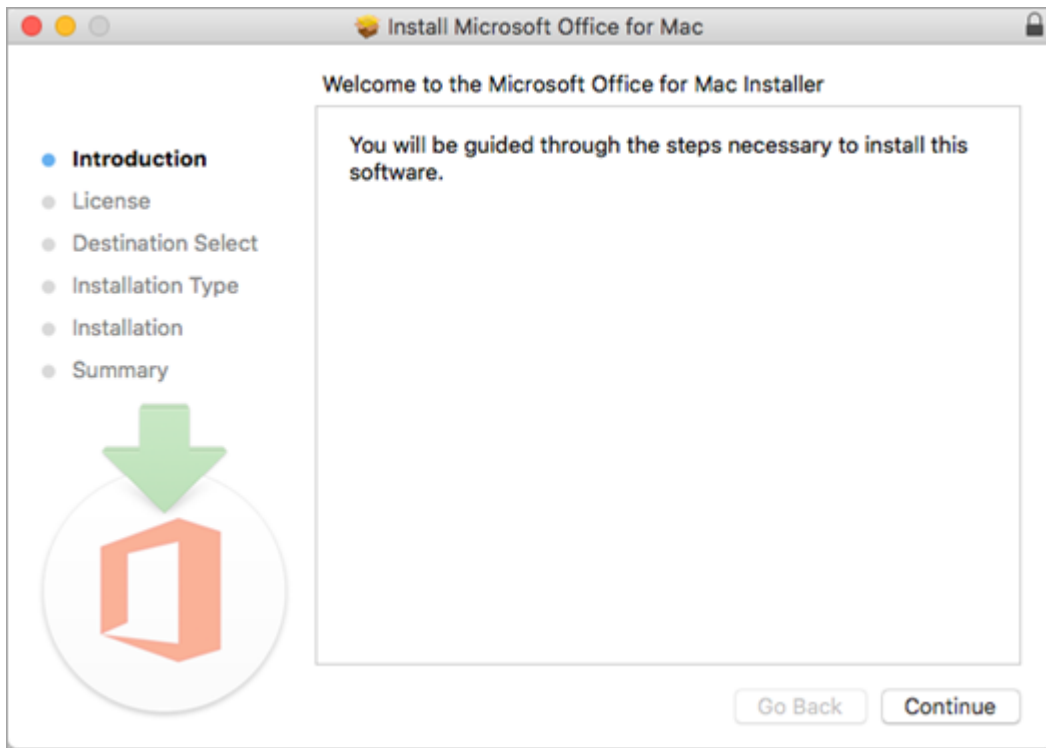 Install Microsoft Office for Mac
Welcome to the Microsoft Office for Mac Installer
Introduction
License
Destination Select
Installation Type
Installation
Summary
You will be guided through the steps necessary to install this
software.
Go Back
Continue